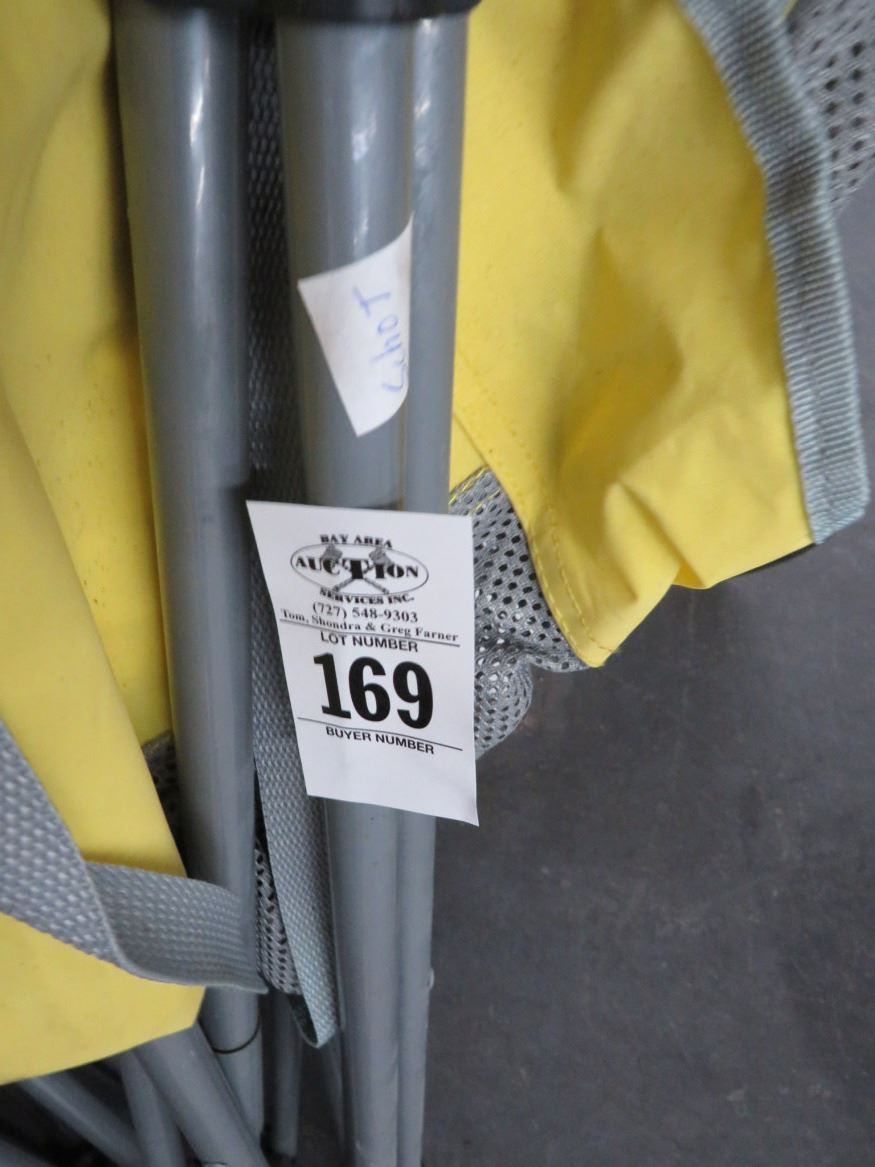 BAY AREA
AUCTION
SERVICES INC.
(727) 548-9303
Tom, Shondra & Greg Farner
LOT NUMBER
169
BUYER NUMBER